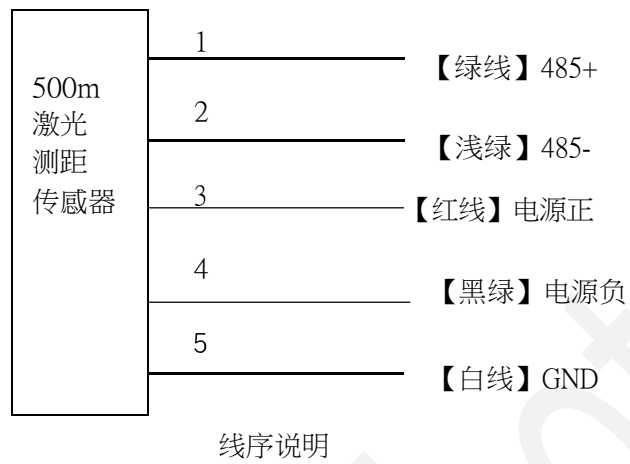 500m
激光
测距
传感器
1
【绿线】485+
2
【浅绿】485-
3
【红线】电源正
4
【黑绿】电源负
5
【白线】GND
线序说明